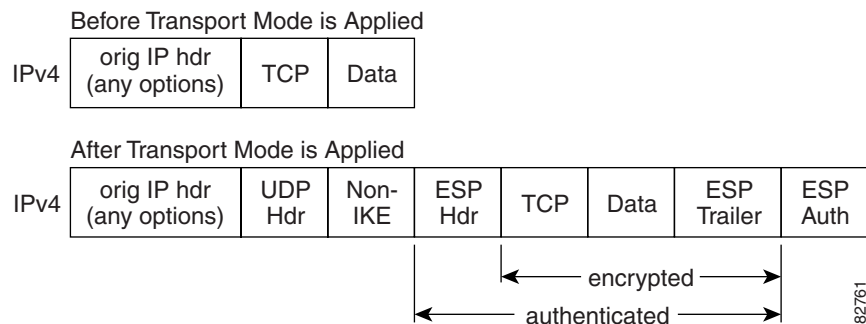 Before Transport Mode is Applied
IPv4
orig IP hdr
(any options)
TCP
Data
After Transport Mode is Applied
IPv4
orig IP hdr
(any options)
UDP
Hdr
Non-
IKE
ESP
Hdr
TCP
Data
ESP
Trailer
ESP
Auth
encrypted
authenticated
82761